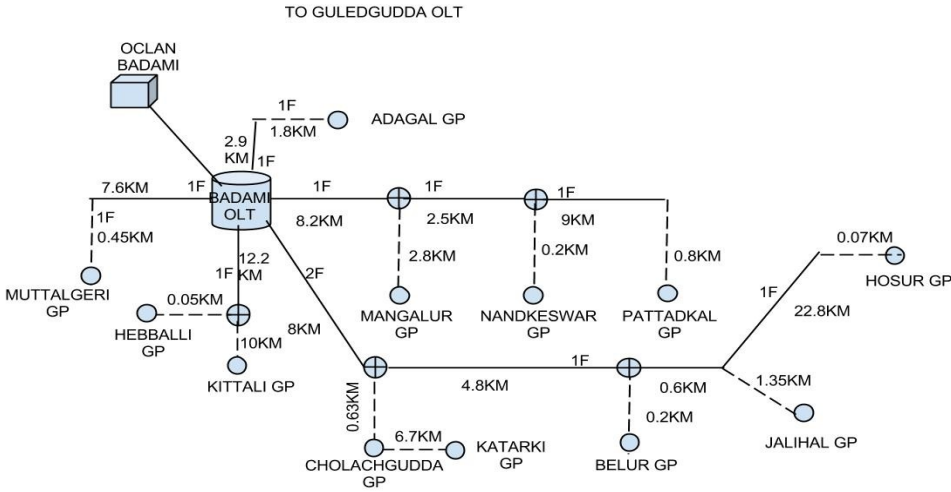 TO GULEDGUDDA OLT
OCLAN
BADAMI
1F
1.8KM
ADAGAL GP
2.9
KM
1F
7.6KM
1F
BADAMI
OLT
1F
8.2KM
1F
2.5KM
1F
9KM
1F
0.45KM
MUTTALGERI
GP
12.2
KM
1F
0.05KM
HEBBALLI
GP
10KM
KITTALI GP
2F
8KM
2.8KM
MANGALUR
GP
0.2KM
NANDKESWAR
GP
0.8KM
PATTADKAL
GP
0.07KM
HOSUR GP
1F
22.8KM
4.8KM
1F
0.6KM
1.35KM
JALIHAL GP
0.63KM
6.7KM
CHOLACHGUDDA
GP
KATARKI
GP
0.2KM
BELUR GP